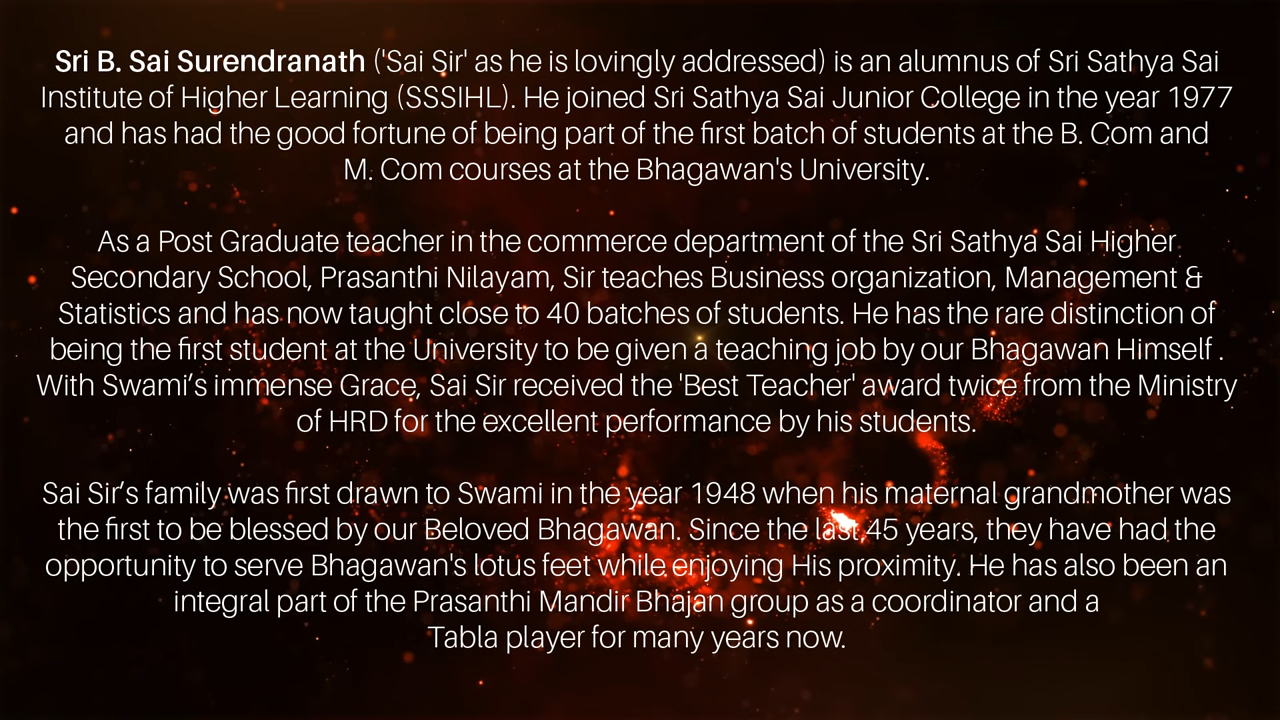 Sri B. Sai Surendranath ('Sai Sir' as he is lovingly addressed) is an alumnus of Sri Sathya Sai
Institute of Higher Learning (SSSIHL). He joined Sri Sathya Sai Junior College in the year 1977
and has had the good fortune of being part of the first batch of students at the B. Com and
M. Com courses at the Bhagawan's University.
As a Post Graduate teacher in the commerce department of the Sri Sathya Sai Higher
Secondary School, Prasanthi Nilayam, Sir teaches Business organization, Management &
Statistics and has now taught close to 40 batches of students. He has the rare distinction of
being the first student at the University to be given a teaching job by our Bhagawan Himself .
With Swami’s immense Grace, Sai Sir received the 'Best Teacher' award twice from the Ministry
of HRD for the excellent performance by his students.
Sai Sir’s family was first drawn to Swami in the year 1948 when his maternal grandmother was
the first to be blessed by our Beloved Bhagawan. Since the last 45 years, they have had the
opportunity to serve Bhagawan's lotus feet while enjoying His proximity. He has also been an
integral part of the Prasanthi Mandir Bhajan group as a coordinator and a
Tabla player for many years now.